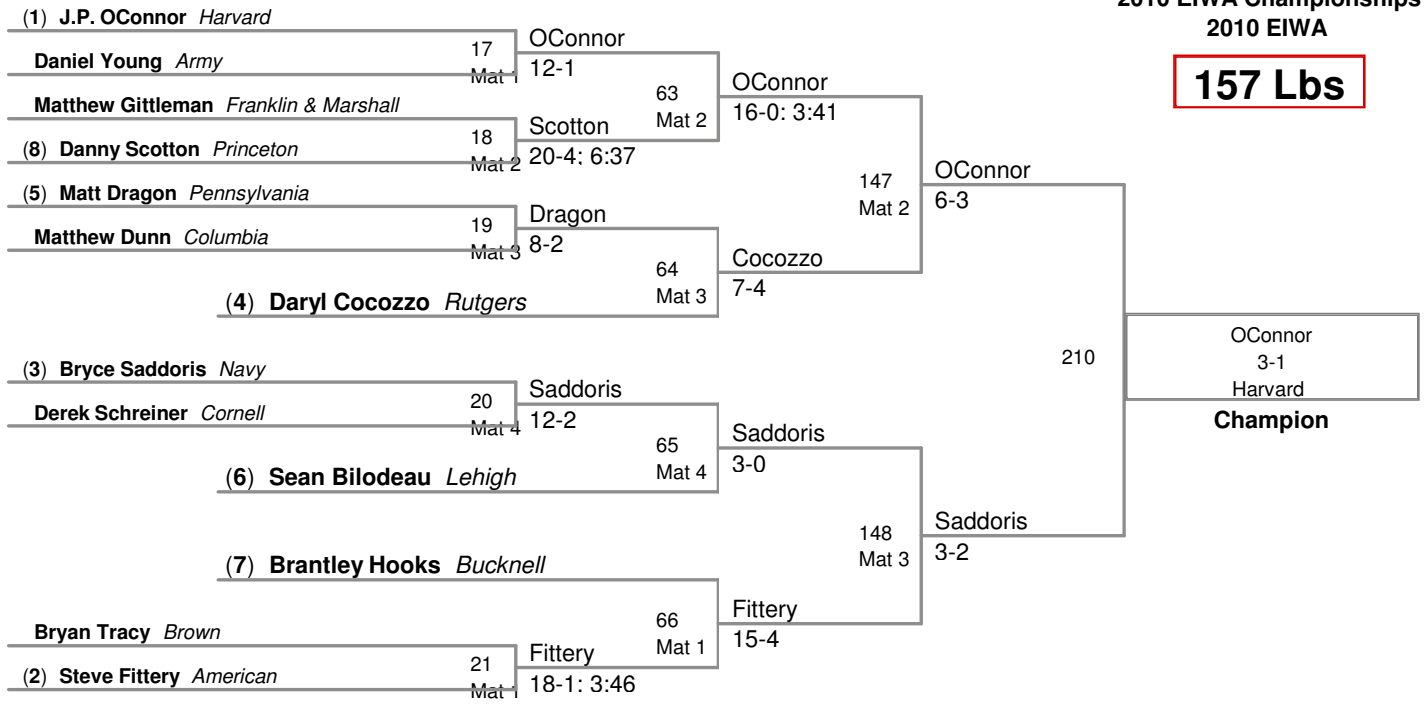 2010 EIWA Championships
2010 EIWA
157 Lbs
(1) J.P. OConnor Harvard
Daniel Young Army
17
Mat 1
OConnor
12-1
Matthew Gittleman Franklin & Marshall
(8) Danny Scotton Princeton
18
Mat 2
Scotton
20-4; 6:37
63
Mat 2
OConnor
16-0: 3:41
(5) Matt Dragon Pennsylvania
Matthew Dunn Columbia
19
Mat 3
Dragon
8-2
(4) Daryl Cocozzo Rutgers
64
Mat 3
Cocozzo
7-4
147
Mat 2
OConnor
6-3
(3) Bryce Saddoris Navy
Derek Schreiner Cornell
20
Mat 4
Saddoris
12-2
(6) Sean Bilodeau Lehigh
65
Mat 4
Saddoris
3-0
(7) Brantley Hooks Bucknell
Bryan Tracy Brown
(2) Steve Fittery American
21
Mat 1
Fittery
18-1: 3:46
66
Mat 1
Fittery
15-4
148
Mat 3
Saddoris
3-2
210
OConnor
3-1
Harvard
Champion